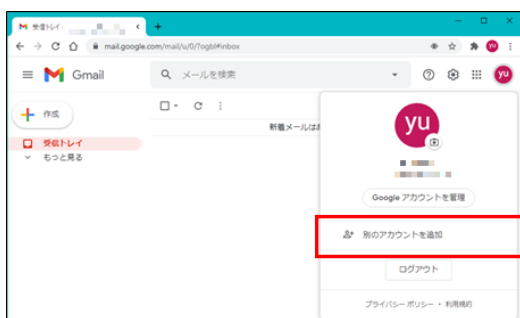 受信トレイ
mail.google.com/mail/u/0/?ogbl#inbox
yu
Gmail
メールを検索
yu
作成
受信トレイ
もっと見る
新着メールは
yu
Google アカウントを管理
別のアカウントを追加
ログアウト
プライバシー ポリシー ・ 利用規約